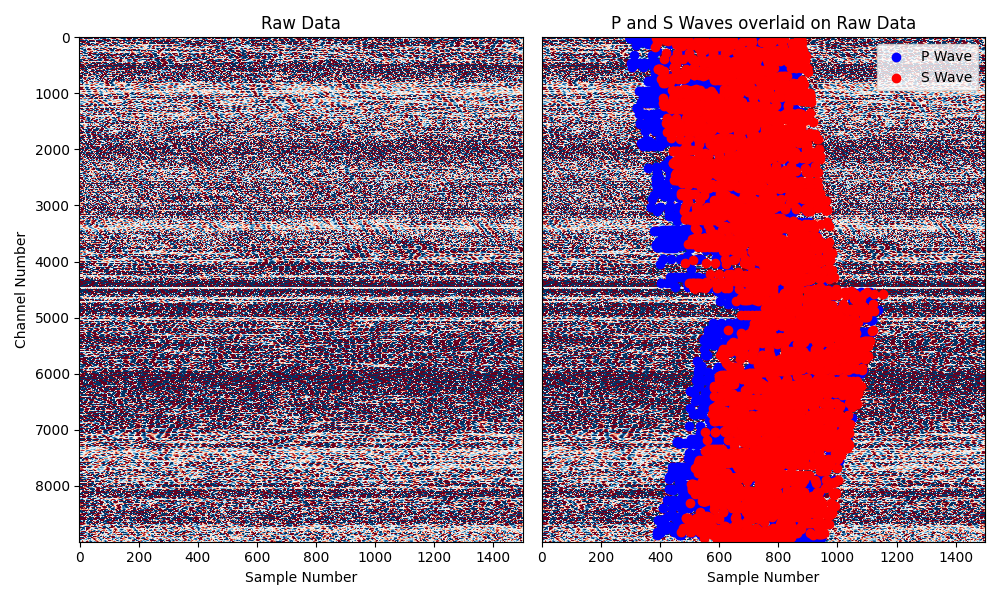 Raw Data
P and S Waves overlaid on Raw Data
P Wave
S Wave
Channel Number
0
1000
2000
3000
4000
5000
6000
7000
8000
0 200 400 600 800 1000 1200 1400
0 200 400 600 800 1000 1200 1400
Sample Number
Sample Number